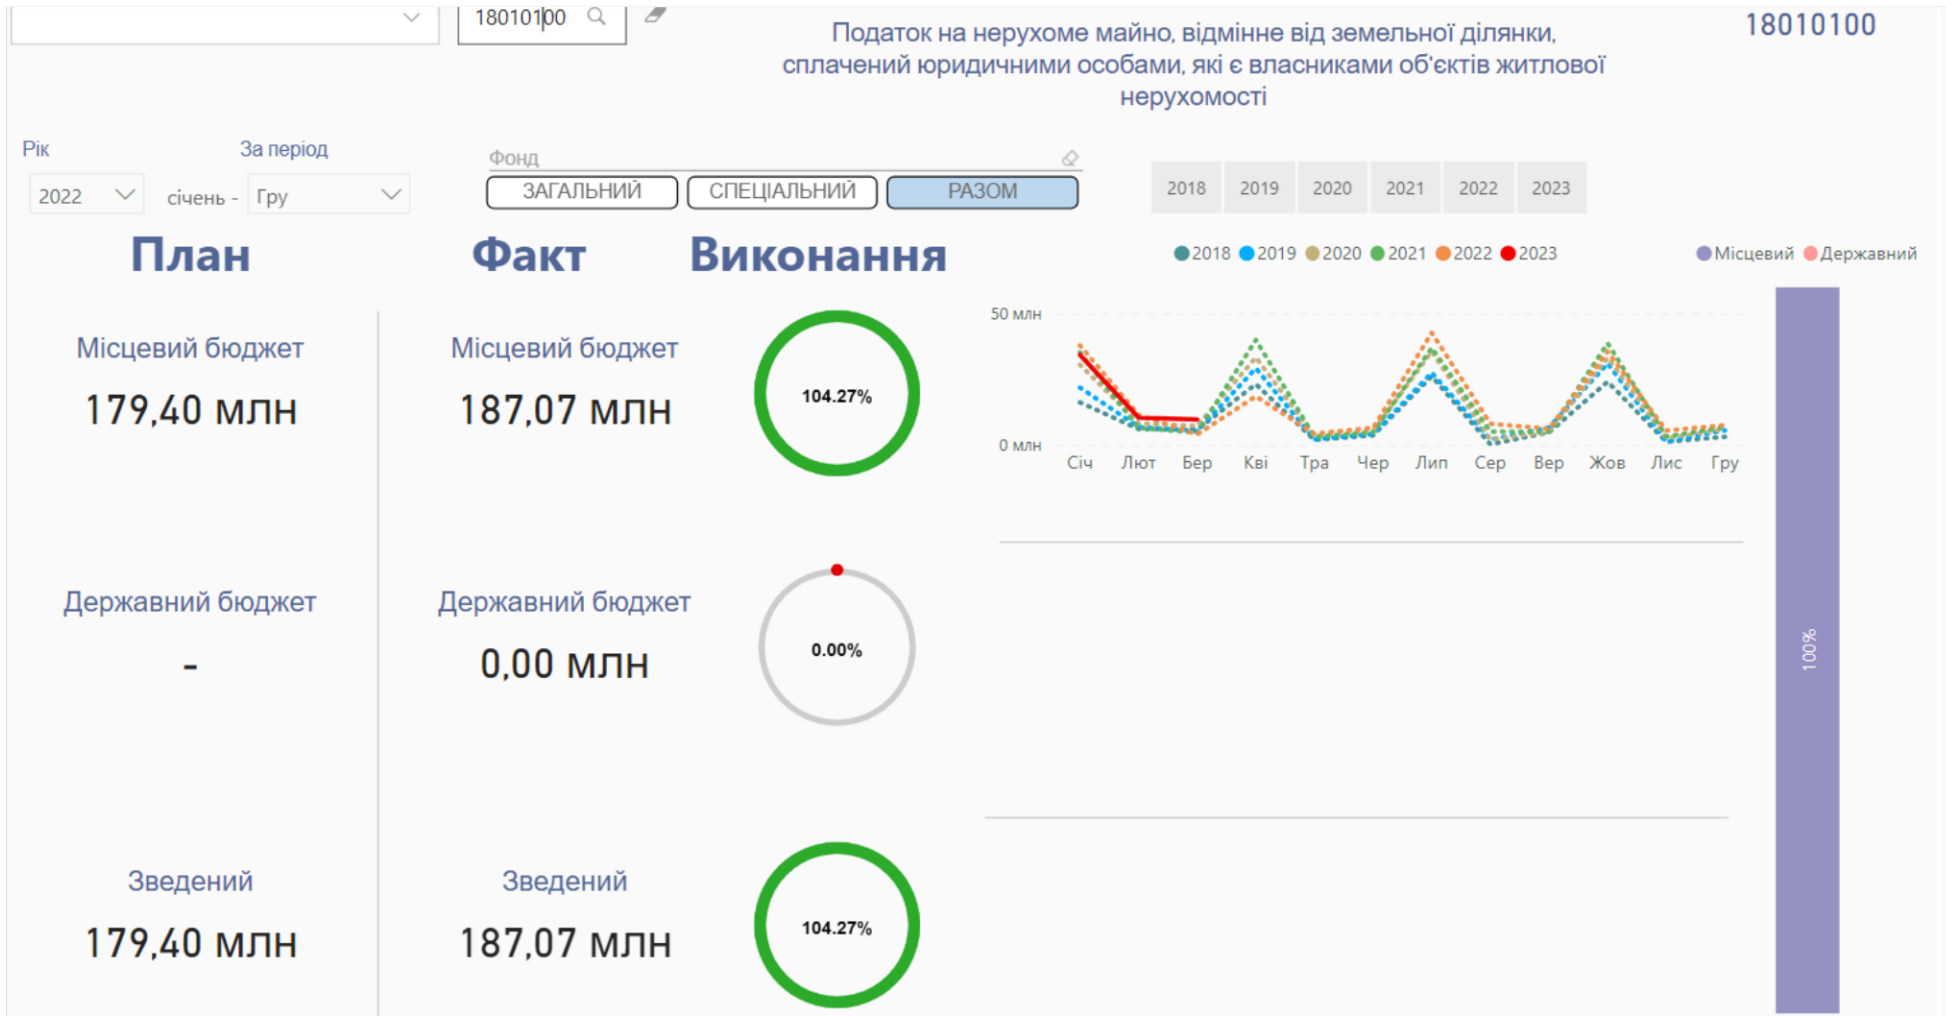 18010100
Податок на нерухоме майно, відмінне від земельної ділянки,
сплачений юридичними особами, які є власниками об'єктів житлової
нерухомості
18010100
Рік
За період
2022
січень - Гру
Фонд
ЗАГАЛЬНИЙ СПЕЦІАЛЬНИЙ РАЗОМ
2018 2019 2020 2021 2022 2023
План Факт Виконання
2018 2019 2020 2021 2022 2023
Місцевий Державний
Місцевий бюджет
179,40 млн
Місцевий бюджет
187,07 млн
104.27%
50 млн
0 млн
Січ Лют Бер Кві Тра Чер Лип Сер Вер Жов Лис Гру
Державний бюджет
-
Державний бюджет
0,00 млн
0.00%
100%
Зведений
179,40 млн
Зведений
187,07 млн
104.27%